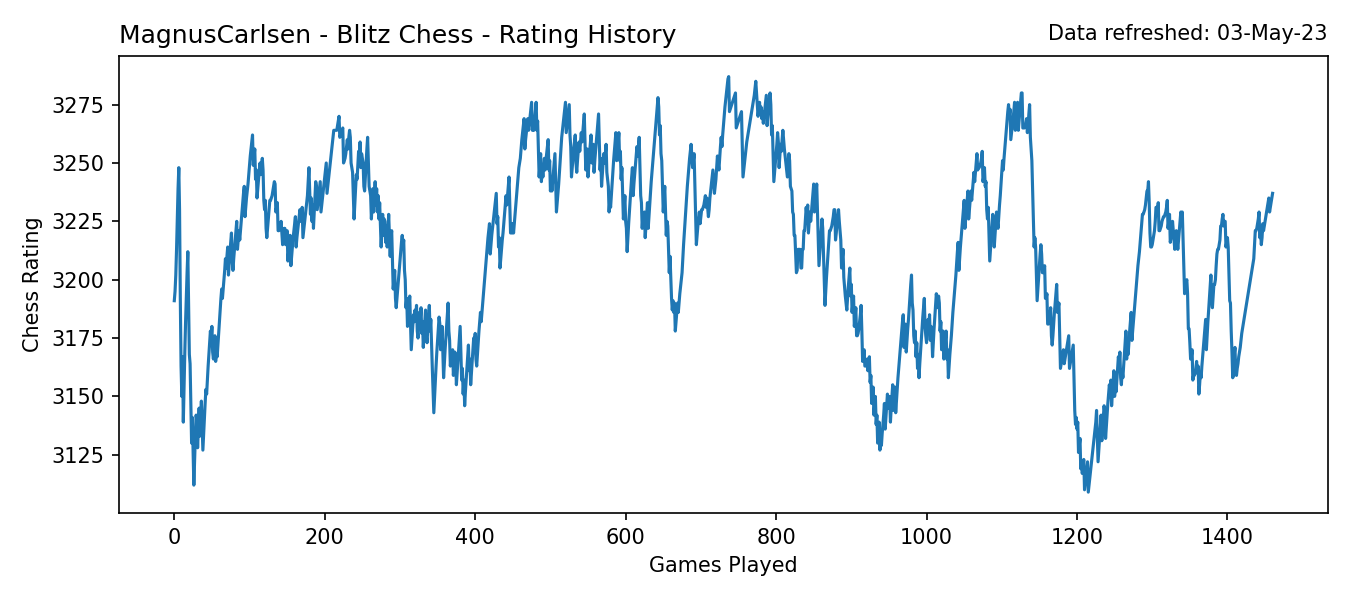 MagnusCarlsen - Blitz Chess - Rating History
Data refreshed: 03-May-23
Chess Rating
3275
3250
3225
3200
3175
3150
3125
0 200 400 600 800 1000 1200 1400
Games Played